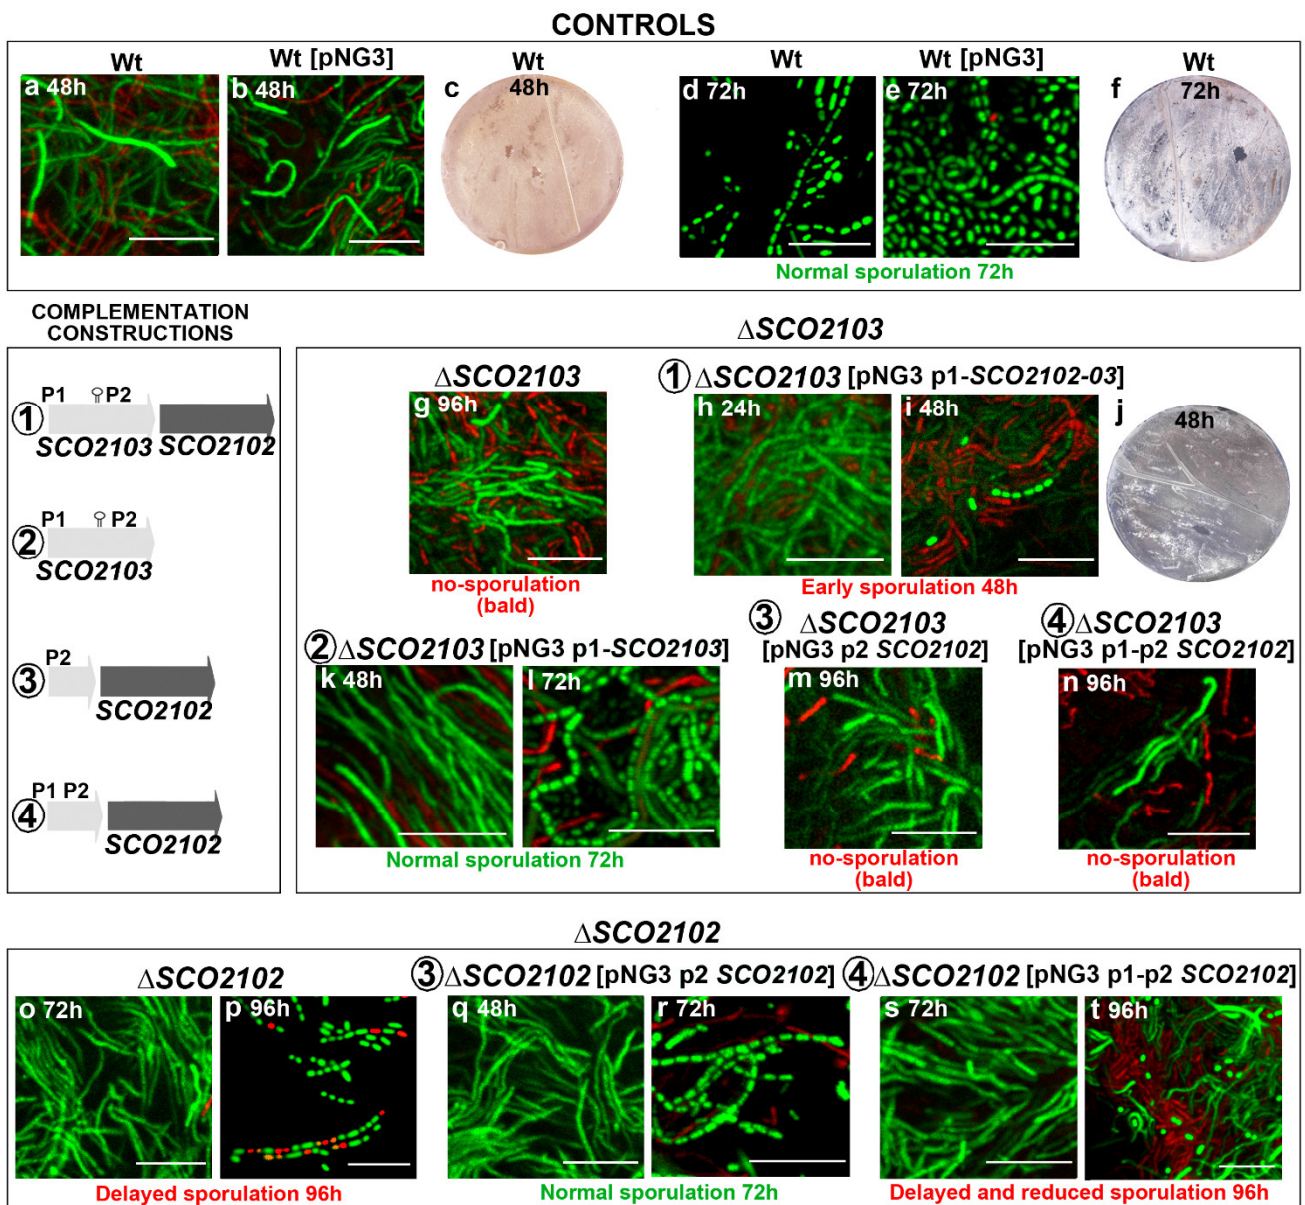 CONTROLS
Wt
Wt [pNG3]
Wt
Wt
Wt [pNG3]
Wt
a 48h
b 48h
c
48h
d 72h
e 72h
f
72h
Normal sporulation 72h
COMPLEMENTATION
CONSTRUCTIONS
P1 P2
1
SCO2103 SCO2102
P1 P2
2
SCO2103
P2
3
SCO2102
P1 P2
4
SCO2102
ΔSCO2103
ΔSCO2103
1 ΔSCO2103 [pNG3 p1-SCO2102-03]
g 96h
h 24h
i 48h
j
48h
no-sporulation
(bald)
Early sporulation 48h
2 ΔSCO2103 [pNG3 p1-SCO2103]
k 48h
l 72h
Normal sporulation 72h
3 ΔSCO2103
[pNG3 p2 SCO2102]
m 96h
no-sporulation
(bald)
4 ΔSCO2103
[pNG3 p1-p2 SCO2102]
n 96h
no-sporulation
(bald)
ΔSCO2102
ΔSCO2102
3 ΔSCO2102 [pNG3 p2 SCO2102]
4 ΔSCO2102 [pNG3 p1-p2 SCO2102]
o 72h
p 96h
q 48h
r 72h
s 72h
t 96h
Delayed sporulation 96h
Normal sporulation 72h
Delayed and reduced sporulation 96h